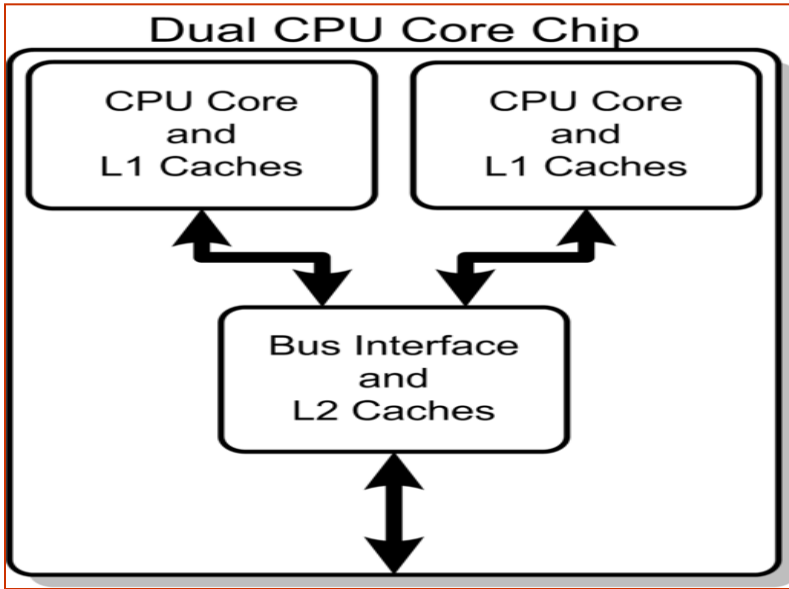 Dual CPU Core Chip
CPU Core
and
L1 Caches
CPU Core
and
L1 Caches
Bus Interface
and
L2 Caches